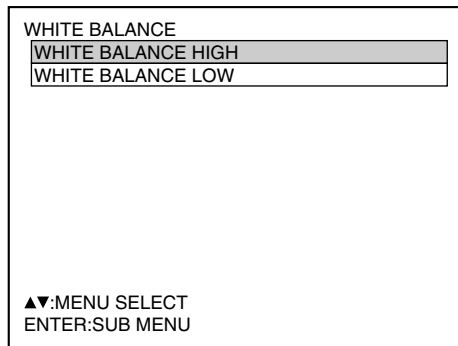 WHITE BALANCE
WHITE BALANCE HIGH
WHITE BALANCE LOW
▲▼:MENU SELECT
ENTER:SUB MENU